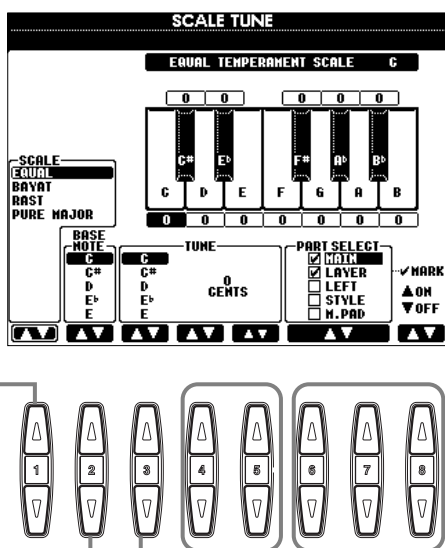 SCALE TUNE
EQUAL TEMPERAMENT SCALE C
0 0 0 0 0
C# E♭ F# A♭ B♭
C D E F G A B
0 0 0 0 0 0 0
SCALE
EQUAL
BAYAT
RAST
PURE MAJOR
BASE
NOTE
C
C#
D
E♭
E
TUNE
C
C#
D
E♭
E
0
CENTS
PART SELECT
MAIN
LAYER
LEFT
STYLE
M.PAD
MARK
▲ON
▼OFF
1 2 3 4 5 6 7 8